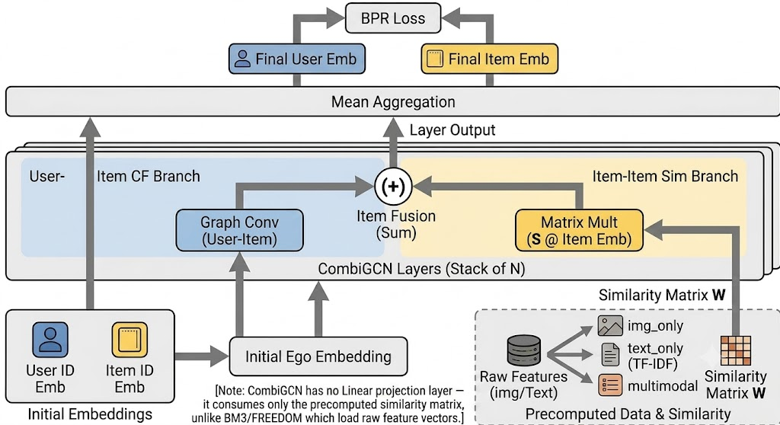 BPR Loss
Final User Emb
Final Item Emb
Mean Aggregation
Layer Output
User-
Item CF Branch
Item-Item Sim Branch
(+)
Item Fusion
(Sum)
Graph Conv
(User-Item)
Matrix Mult
(S @ Item Emb)
CombiGCN Layers (Stack of N)
Similarity Matrix W
User ID
Emb
Item ID
Emb
Initial Embeddings
Initial Ego Embedding
[Note: CombiGCN has no Linear projection layer —
it consumes only the precomputed similarity matrix,
unlike BM3/FREEDOM which load raw feature vectors.]
Raw Features
(img/Text)
img_only
text_only
(TF-IDF)
multimodal
Similarity
Matrix W
Precomputed Data & Similarity